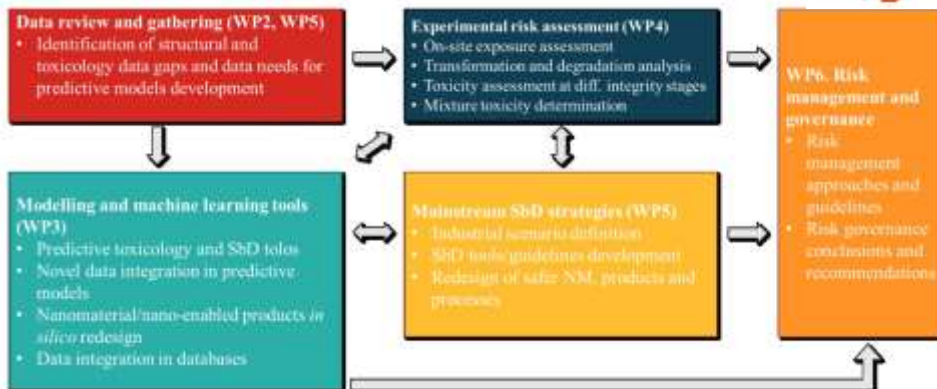 Data review and gathering (WP2, WP5)
• Identification of structural and
toxicology data gaps and data needs for
predictive models development
Experimental risk assessment (WP4)
• On-site exposure assessment
• Transformation and degradation analysis
• Toxicity assessment at diff. integrity stages
• Mixture toxicity determination
WP6. Risk
management and
governance
• Risk
management
approaches and
guidelines
• Risk governance
conclusions and
recommendations
Modelling and machine learning tools
(WP3)
• Predictive toxicology and SbD tolos
• Novel data integration in predictive
models
• Nanomaterial/nano-enabled products in
silico redesign
• Data integration in databases
Mainstream SbD strategies (WP5)
• Industrial scenario definition
• SbD tools/guidelines development
• Redesign of safer NM, products and
processes